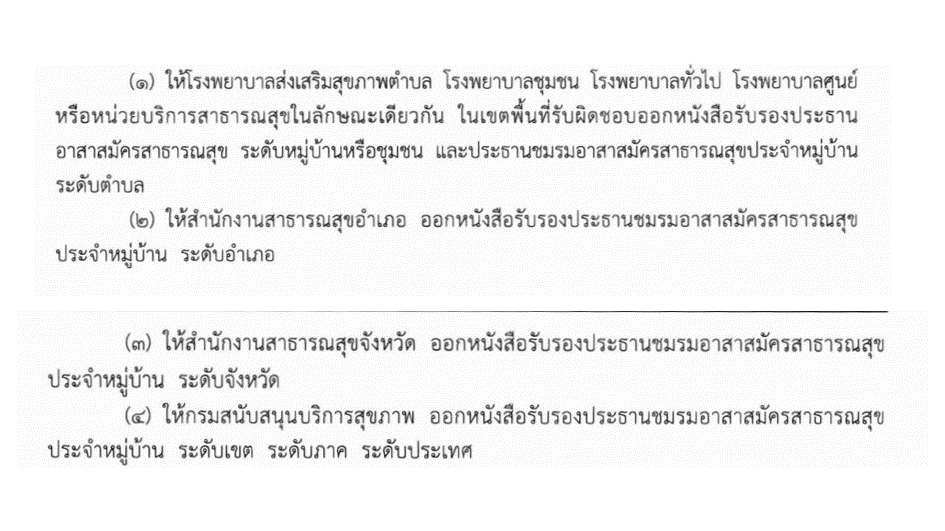 (๑) ให้โรงพยาบาลส่งเสริมสุขภาพตำบล โรงพยาบาลชุมชน โรงพยาบาลทั่วไป โรงพยาบาลศูนย์
หรือหน่วยบริการสาธารณสุขในลักษณะเดียวกัน ในเขตพื้นที่รับผิดชอบออกหนังสือรับรองประธาน
อาสาสมัครสาธารณสุข ระดับหมู่บ้านหรือชุมชน และประธานชมรมอาสาสมัครสาธารณสุขประจำหมู่บ้าน
ระดับตำบล
(๒) ให้สำนักงานสาธารณสุขอำเภอ ออกหนังสือรับรองประธานชมรมอาสาสมัครสาธารณสุข
ประจำหมู่บ้าน ระดับอำเภอ
(๓) ให้สำนักงานสาธารณสุขจังหวัด ออกหนังสือรับรองประธานชมรมอาสาสมัครสาธารณสุข
ประจำหมู่บ้าน ระดับจังหวัด
(๔) ให้กรมสนับสนุนบริการสุขภาพ ออกหนังสือรับรองประธานชมรมอาสาสมัครสาธารณสุข
ประจำหมู่บ้าน ระดับเขต ระดับภาค ระดับประเทศ